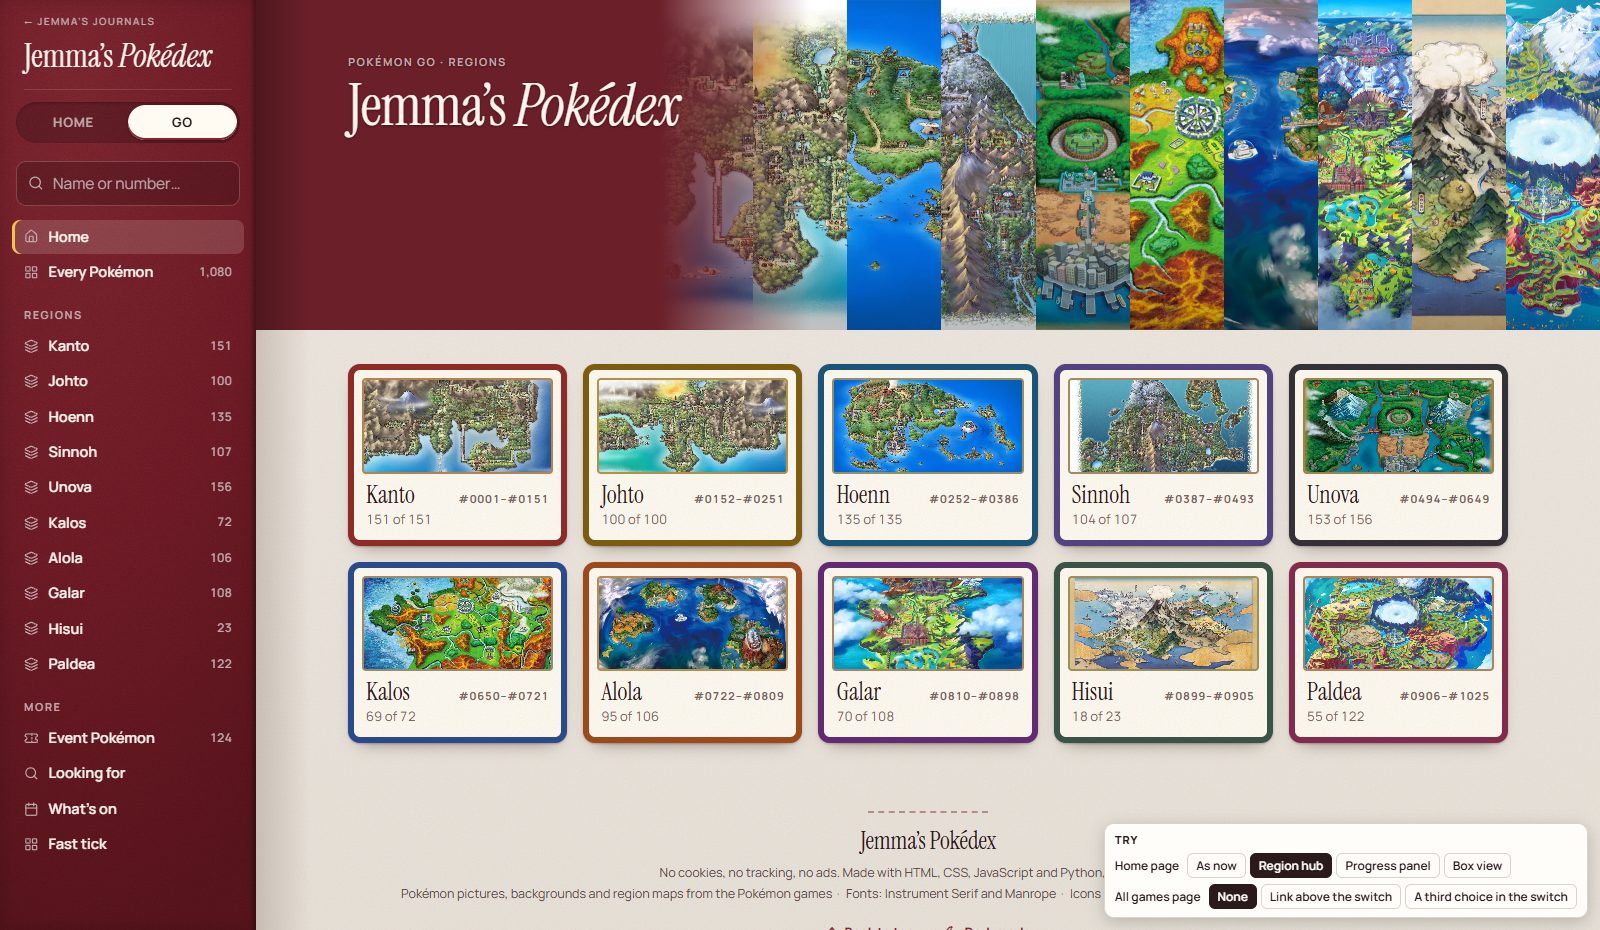 ← JEMMA'S JOURNALS
Jemma's Pokédex
HOME GO
Name or number...
Home
Every Pokémon 1,080
REGIONS
Kanto 151
Johto 100
Hoenn 135
Sinnoh 107
Unova 156
Kalos 72
Alola 106
Galar 108
Hisui 23
Paldea 122
MORE
Event Pokémon 124
Looking for
What's on
Fast tick
POKÉMON GO · REGIONS
Jemma's Pokédex
Kanto #0001–#0151
151 of 151
Johto #0152–#0251
100 of 100
Hoenn #0252–#0386
135 of 135
Sinnoh #0387–#0493
104 of 107
Unova #0494–#0649
153 of 156
Kalos #0650–#0721
69 of 72
Alola #0722–#0809
95 of 106
Galar #0810–#0898
70 of 108
Hisui #0899–#0905
18 of 23
Paldea #0906–#1025
55 of 122
Jemma's Pokédex
No cookies, no tracking, no ads. Made with HTML, CSS, JavaScript and Python.
Pokémon pictures, backgrounds and region maps from the Pokémon games · Fonts: Instrument Serif and Manrope · Icons
TRY
Home page As now Region hub Progress panel Box view
All games page None Link above the switch A third choice in the switch